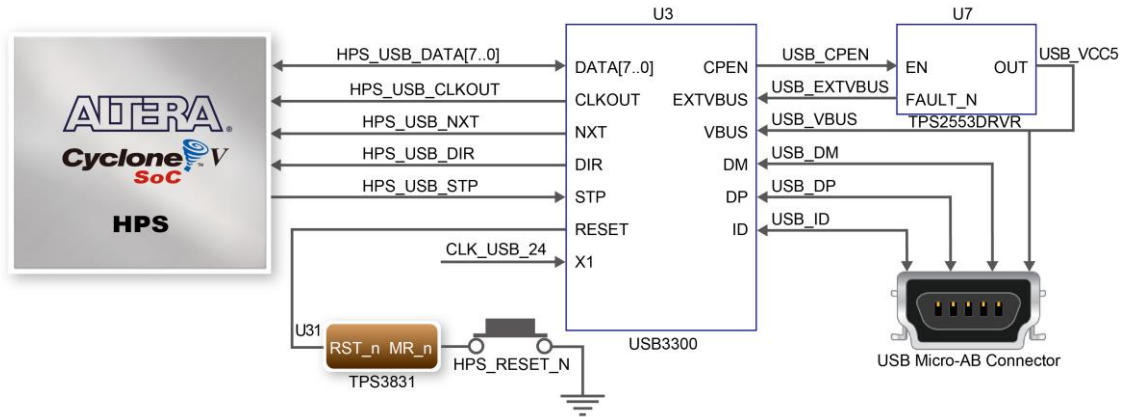 U3
U7
HPS_USB_DATA[7..0]
DATA[7..0]
CPEN
USB_CPEN
EN
OUT
USB_VCC5
HPS_USB_CLKOUT
CLKOUT
EXTVBUS
USB_EXTVBUS
FAULT_N
ALTERA®
HPS_USB_NXT
NXT
VBUS
USB_VBUS
TPS2553DRVR
Cyclone V
SoC
HPS_USB_DIR
DIR
DM
USB_DM
HPS_USB_STP
STP
DP
USB_DP
HPS
RESET
ID
USB_ID
CLK_USB_24
X1
U31
RST_n MR_n
HPS_RESET_N
TPS3831
USB3300
USB Micro-AB Connector